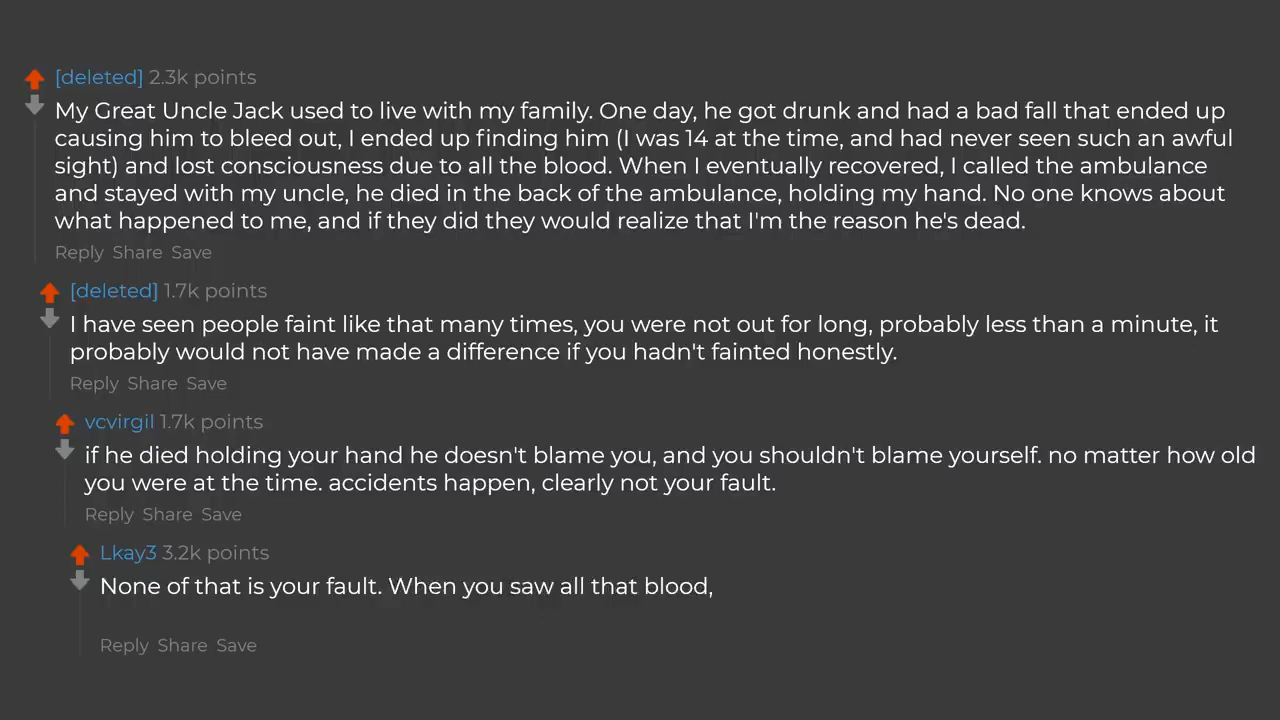 [deleted] 2.3k points
My Great Uncle Jack used to live with my family. One day, he got drunk and had a bad fall that ended up
causing him to bleed out, I ended up finding him (I was 14 at the time, and had never seen such an awful
sight) and lost consciousness due to all the blood. When I eventually recovered, I called the ambulance
and stayed with my uncle, he died in the back of the ambulance, holding my hand. No one knows about
what happened to me, and if they did they would realize that I'm the reason he's dead.
Reply Share Save
[deleted] 1.7k points
I have seen people faint like that many times, you were not out for long, probably less than a minute, it
probably would not have made a difference if you hadn't fainted honestly.
Reply Share Save
vcvirgil 1.7k points
if he died holding your hand he doesn't blame you, and you shouldn't blame yourself. no matter how old
you were at the time. accidents happen, clearly not your fault.
Reply Share Save
Lkay3 3.2k points
None of that is your fault. When you saw all that blood,
Reply Share Save